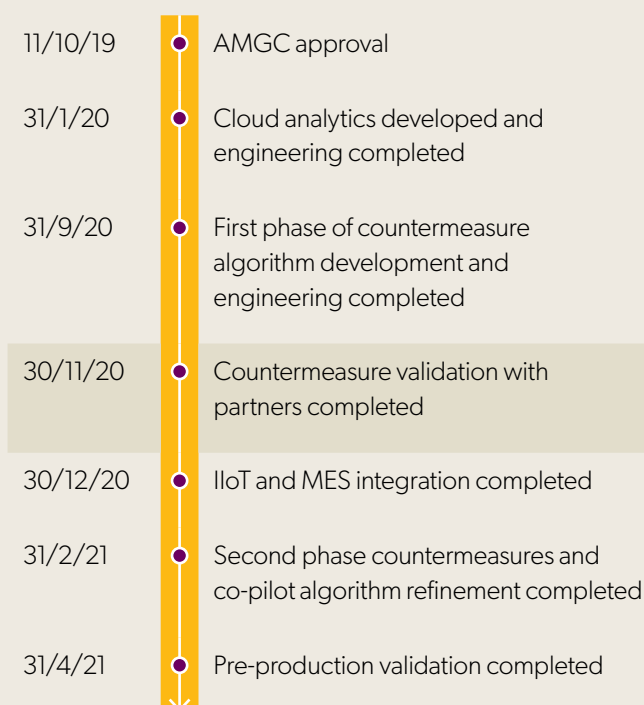 11/10/19 AMGC approval
31/1/20 Cloud analytics developed and
engineering completed
31/9/20 First phase of countermeasure
algorithm development and
engineering completed
30/11/20 Countermeasure validation with
partners completed
30/12/20 IIoT and MES integration completed
31/2/21 Second phase countermeasures and
co-pilot algorithm refinement completed
31/4/21 Pre-production validation completed